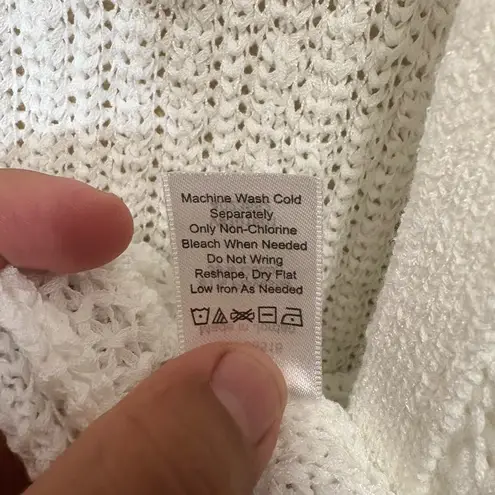 Machine Wash Cold
Separately
Only Non-Chlorine
Bleach When Needed
Do Not Wring
Reshape, Dry Flat
Low Iron As Needed